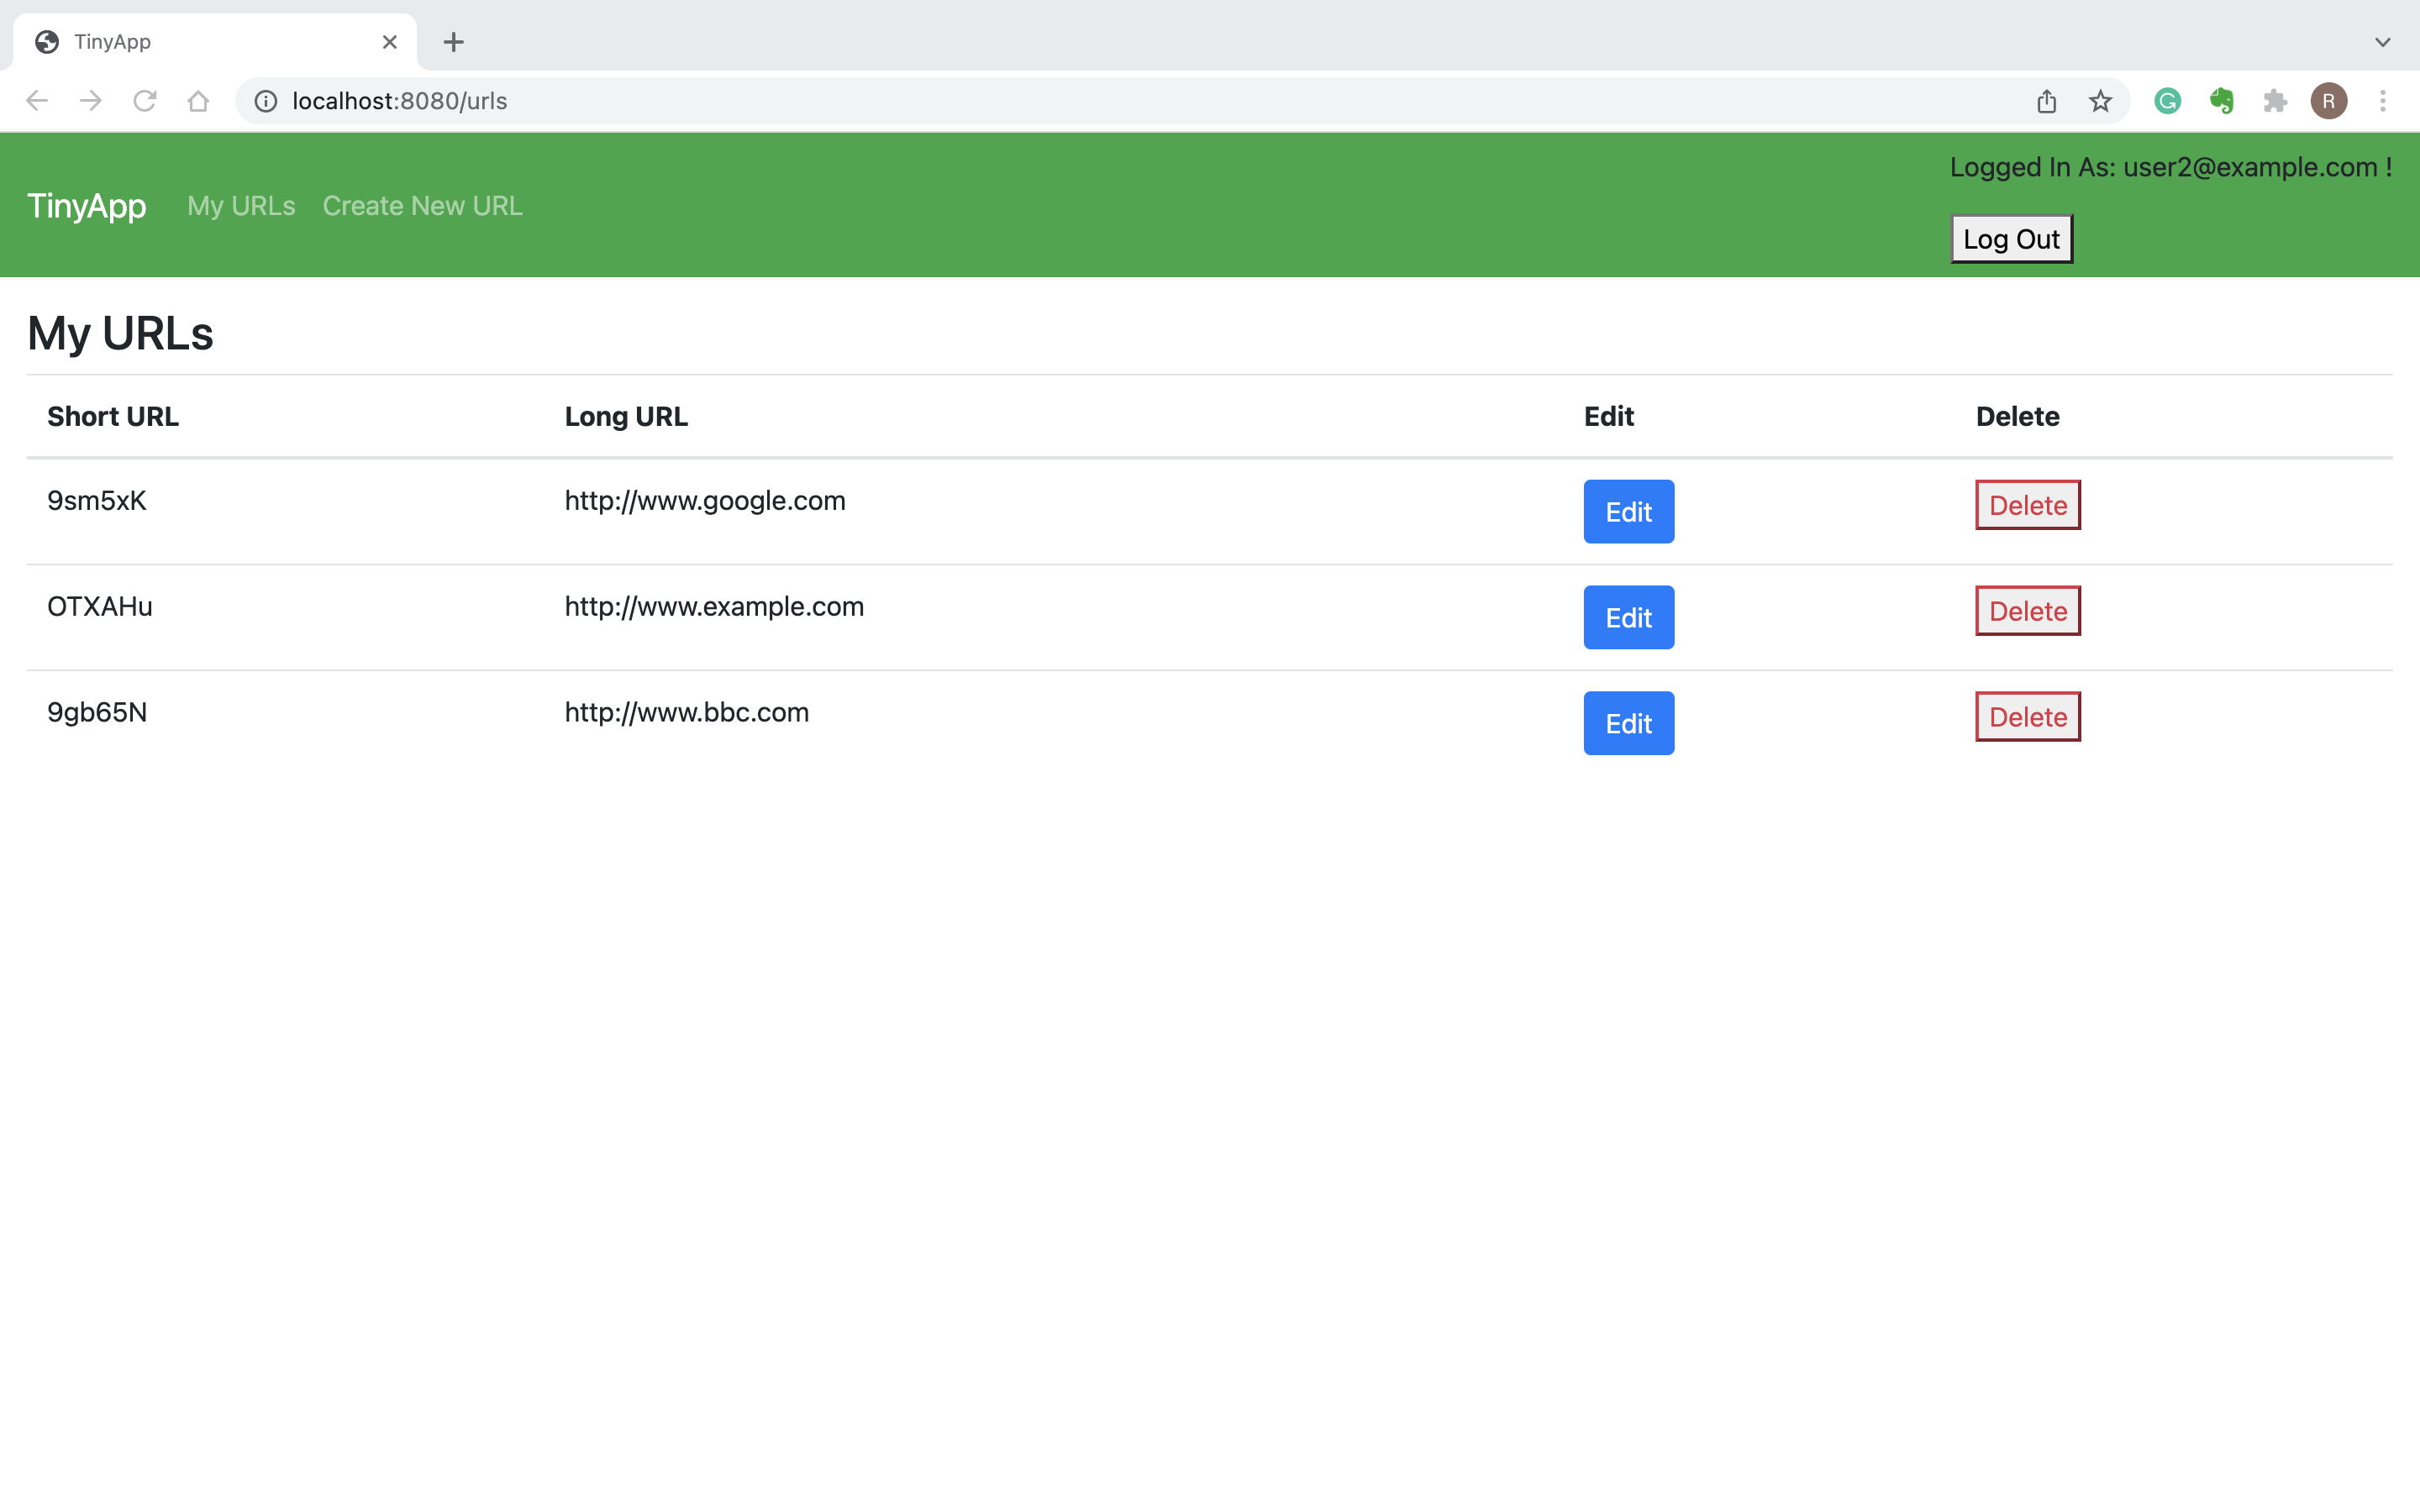 TinyApp
localhost:8080/urls
R
Logged In As: user2@example.com !
TinyApp My URLs Create New URL
Log Out
My URLs
Short URL Long URL Edit Delete
9sm5xK http://www.google.com Edit Delete
OTXAHu http://www.example.com Edit Delete
9gb65N http://www.bbc.com Edit Delete